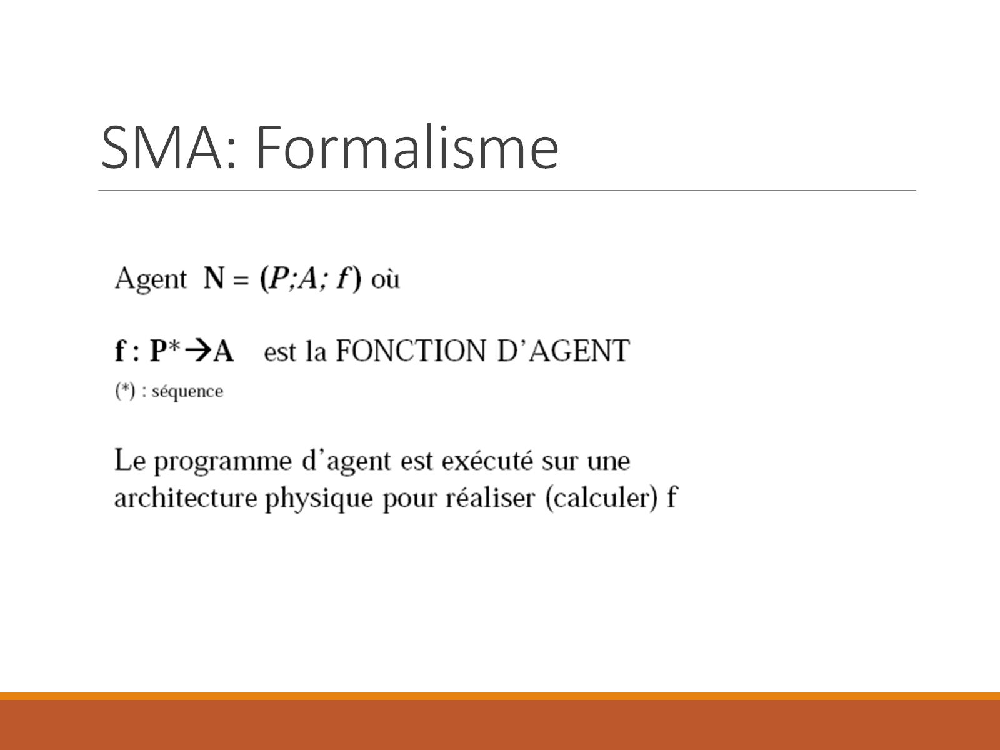 SMA: Formalisme
Agent N = (P;A; f) où
f : P*→A est la FONCTION D’AGENT
(*) : séquence
Le programme d’agent est exécuté sur une
architecture physique pour réaliser (calculer) f